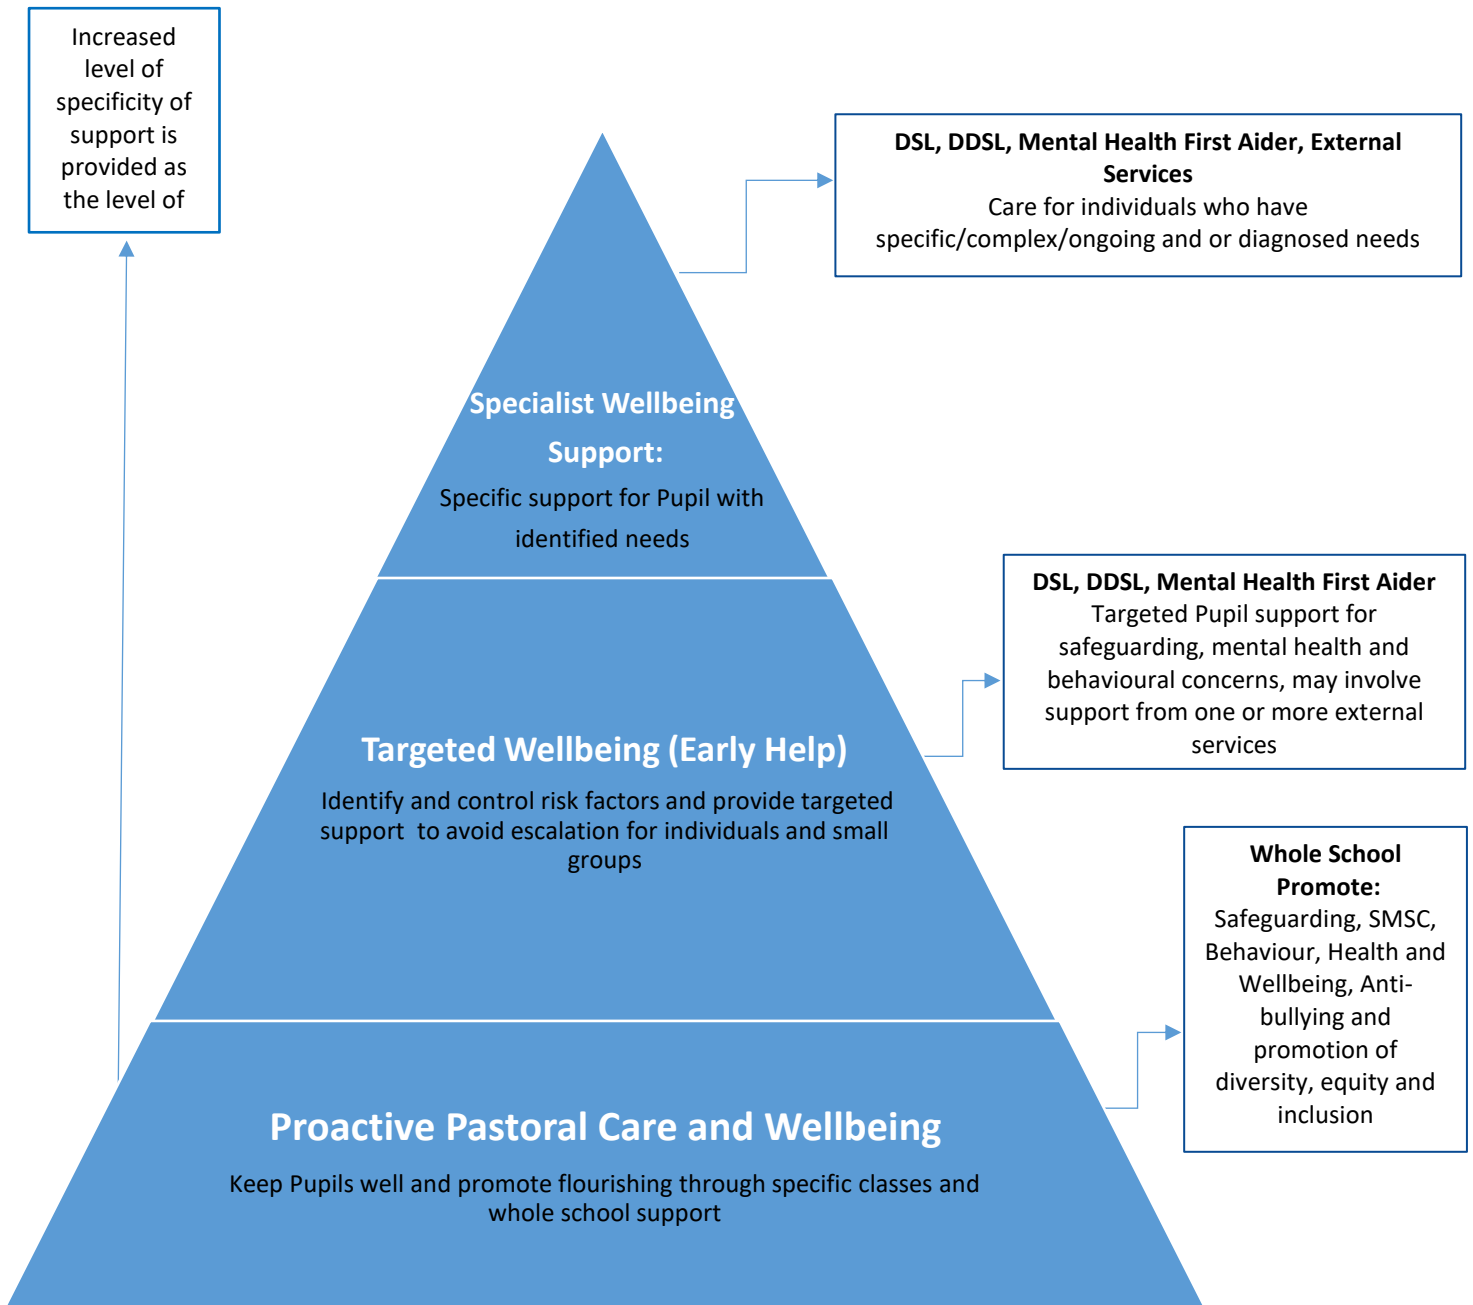 Increased
level of
specificity of
support is
provided as
the level of
DSL, DDSL, Mental Health First Aider, External
Services
Care for individuals who have
specific/complex/ongoing and or diagnosed needs
Specialist Wellbeing
Support:
Specific support for Pupil with
identified needs
DSL, DDSL, Mental Health First Aider
Targeted Pupil support for
safeguarding, mental health and
behavioural concerns, may involve
support from one or more external
services
Targeted Wellbeing (Early Help)
Identify and control risk factors and provide targeted
support to avoid escalation for individuals and small
groups
Whole School
Promote:
Safeguarding, SMSC,
Behaviour, Health and
Wellbeing, Anti-
bullying and
promotion of
diversity, equity and
inclusion
Proactive Pastoral Care and Wellbeing
Keep Pupils well and promote flourishing through specific classes and
whole school support